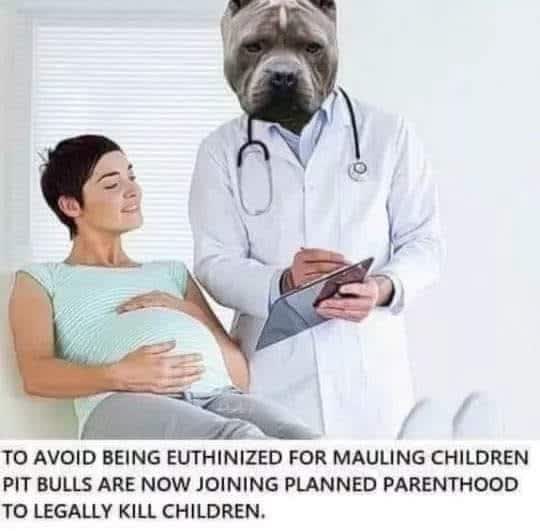 TO AVOID BEING EUTHINIZED FOR MAULING CHILDREN
PIT BULLS ARE NOW JOINING PLANNED PARENTHOOD
TO LEGALLY KILL CHILDREN.